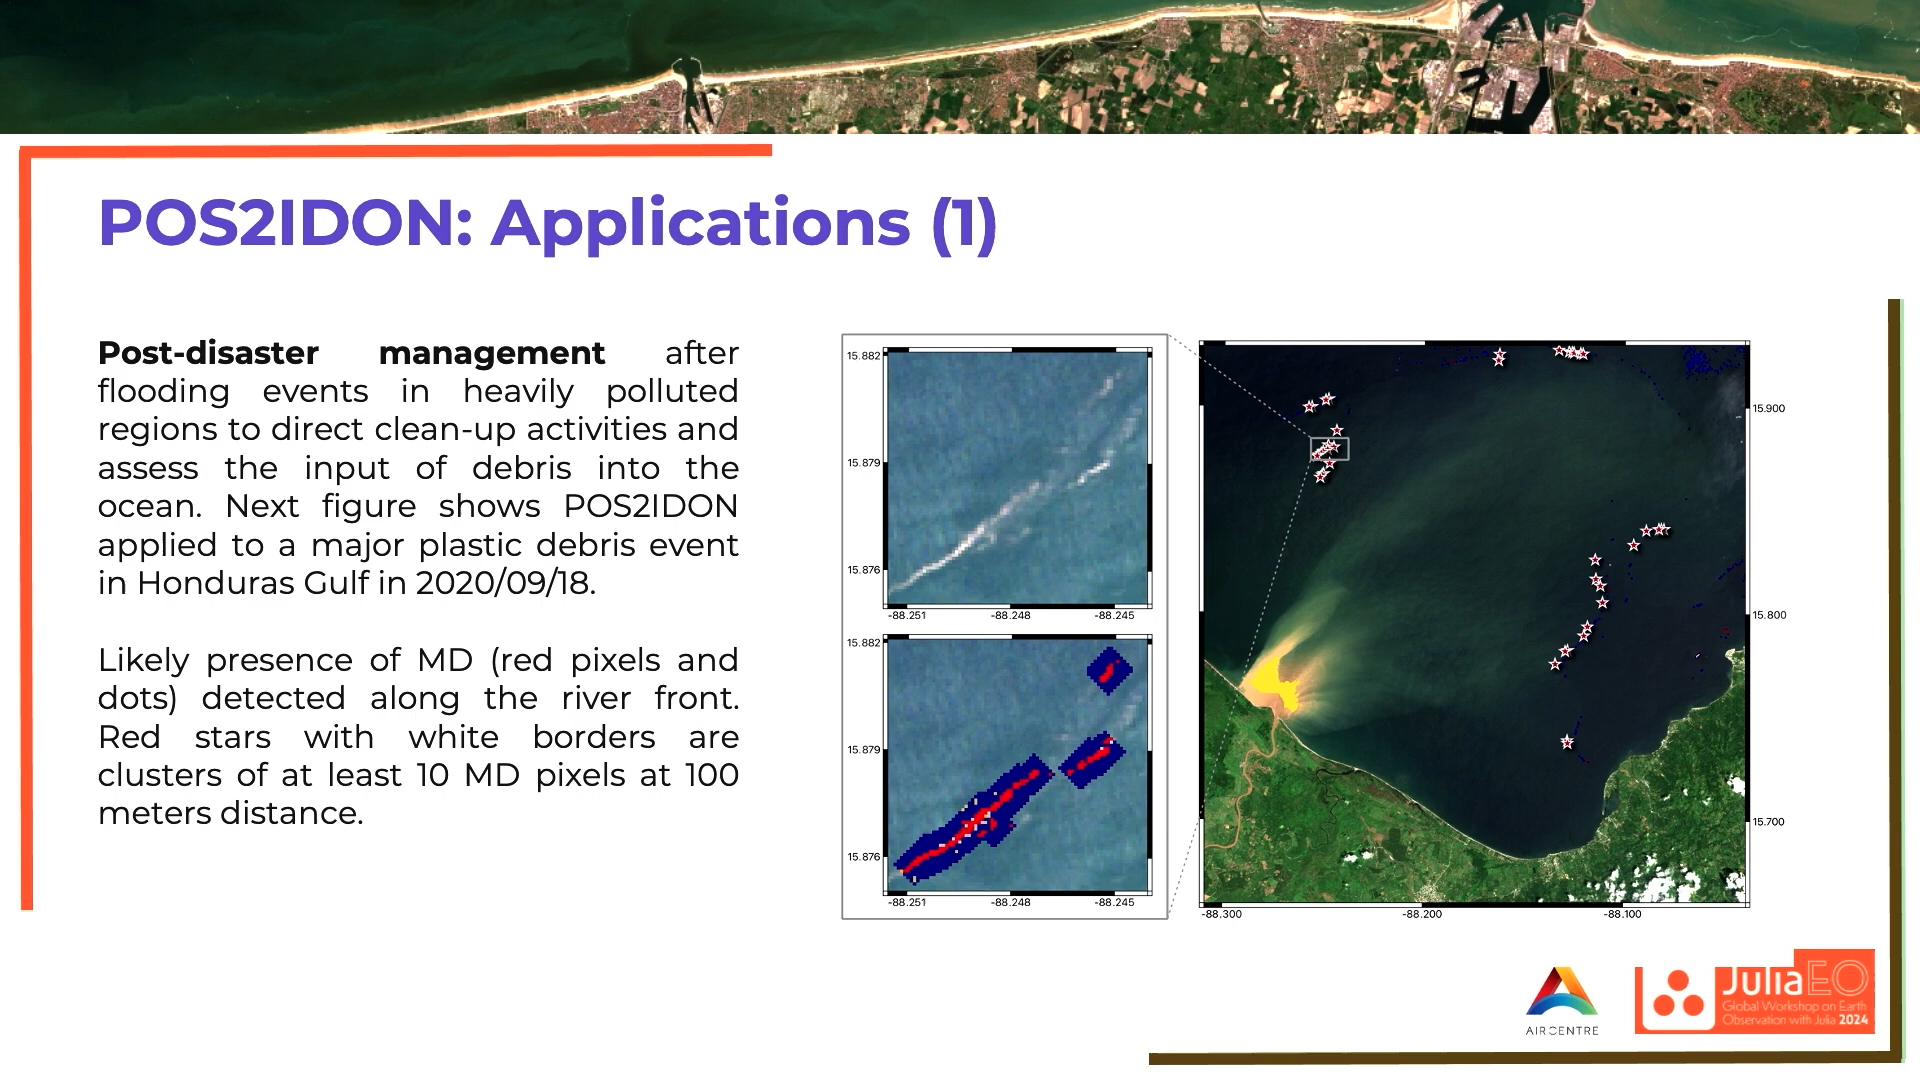 POS2IDON: Applications (1)
Post-disaster management after
flooding events in heavily polluted
regions to direct clean-up activities and
assess the input of debris into the
ocean. Next figure shows POS2IDON
applied to a major plastic debris event
in Honduras Gulf in 2020/09/18.
Likely presence of MD (red pixels and
dots) detected along the river front.
Red stars with white borders are
clusters of at least 10 MD pixels at 100
meters distance.
15.882
15.879
15.876
-88.251 -88.248 -88.245
15.882
15.879
15.876
-88.251 -88.248 -88.245
15.900
15.800
15.700
-88.300 -88.200 -88.100
AIR CENTRE
JuliaEO
Global Workshop on Earth
Observation with Julia 2024